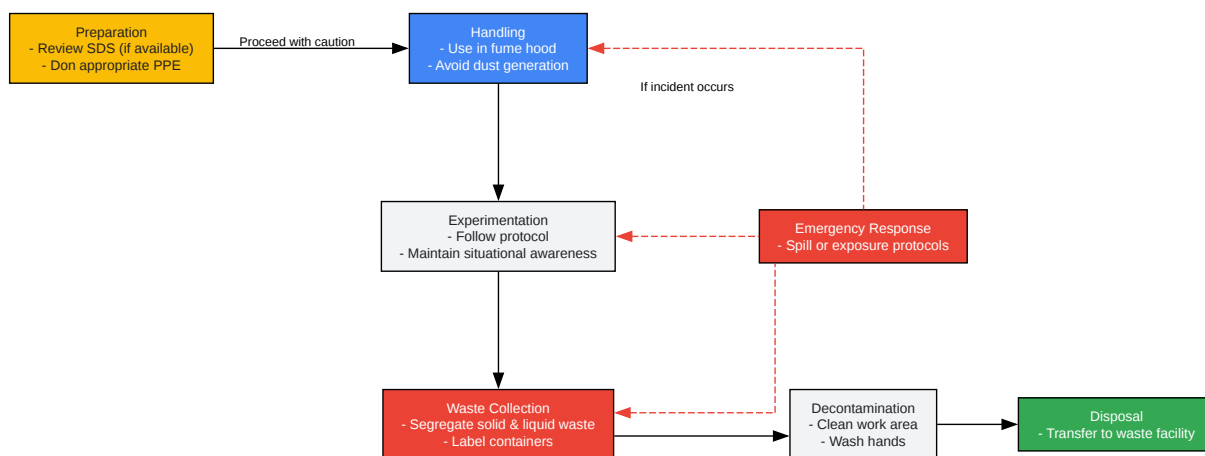 Preparation
- Review SDS (if available)
- Don appropriate PPE
Proceed with caution
Handling
- Use in fume hood
- Avoid dust generation
If incident occurs
Experimentation
- Follow protocol
- Maintain situational awareness
Emergency Response
- Spill or exposure protocols
Waste Collection
- Segregate solid & liquid waste
- Label containers
Decontamination
- Clean work area
- Wash hands
Disposal
- Transfer to waste facility